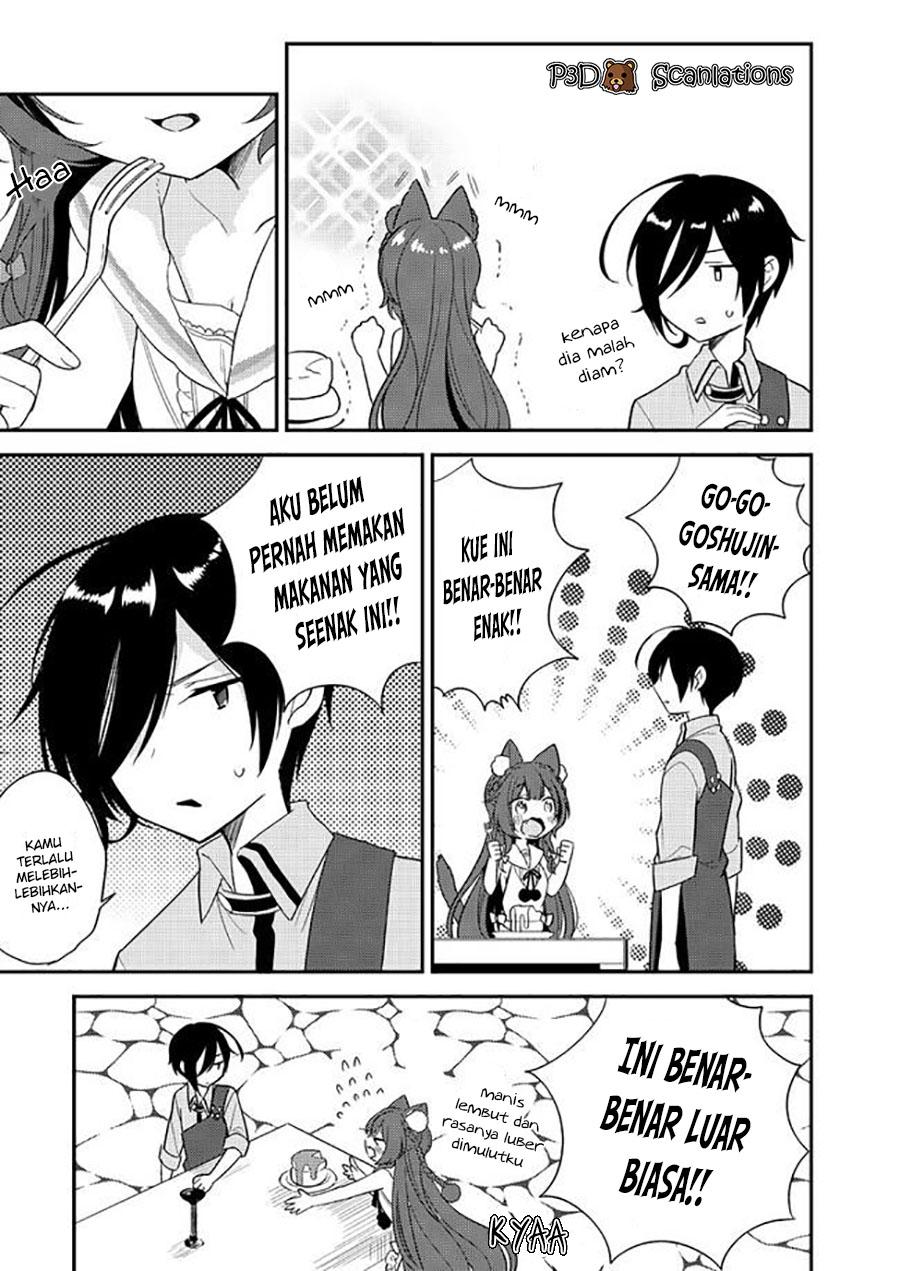 P3D Scanlations
mmm
mmm
mmm
kenapa
dia malah
diam?
Haa
GO-GO-
GOSHUJIN-
SAMA!!
KUE INI
BENAR-BENAR
ENAK!!
AKU BELUM
PERNAH MEMAKAN
MAKANAN YANG
SEENAK INI!!
KAMU
TERLALU
MELEBIH-
LEBIHKAN-
NYA...
INI BENAR-
BENAR LUAR
BIASA!!
manis
lembut dan
rasanya luber
dimulutku
KYAA